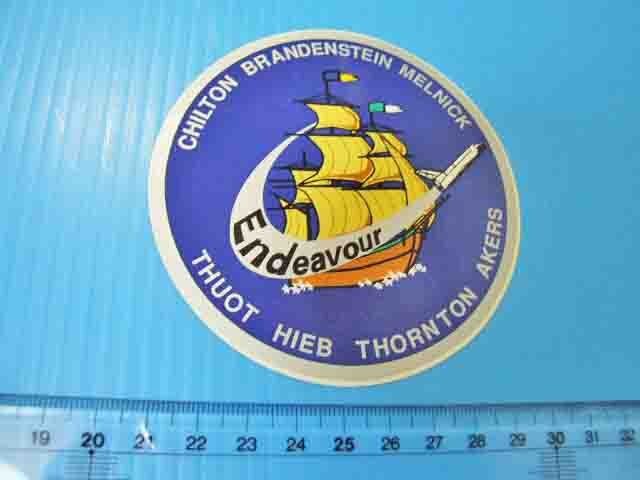 CHILTON BRANDENSTEIN MELNICK
Endeavour
THUOT HIEB THORNTON AKERS
19 20 21 22 23 24 25 26 27 28 29 30 31 32